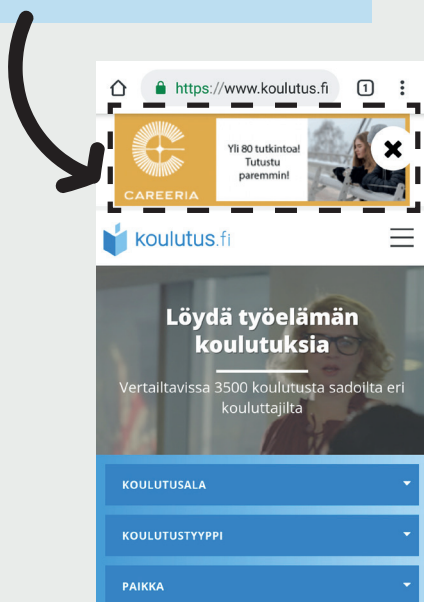 https://www.koulutus.fi
1
Yli 80 tutkintoa!
Tutustu
paremmin!
CAREERIA
koulutus.fi
Löydä työelämän
koulutuksia
Vertailtavissa 3500 koulutusta sadoilta eri
kouluttajilta
KOULUTUSALA
KOULUTUSTYYPPI
PAIKKA